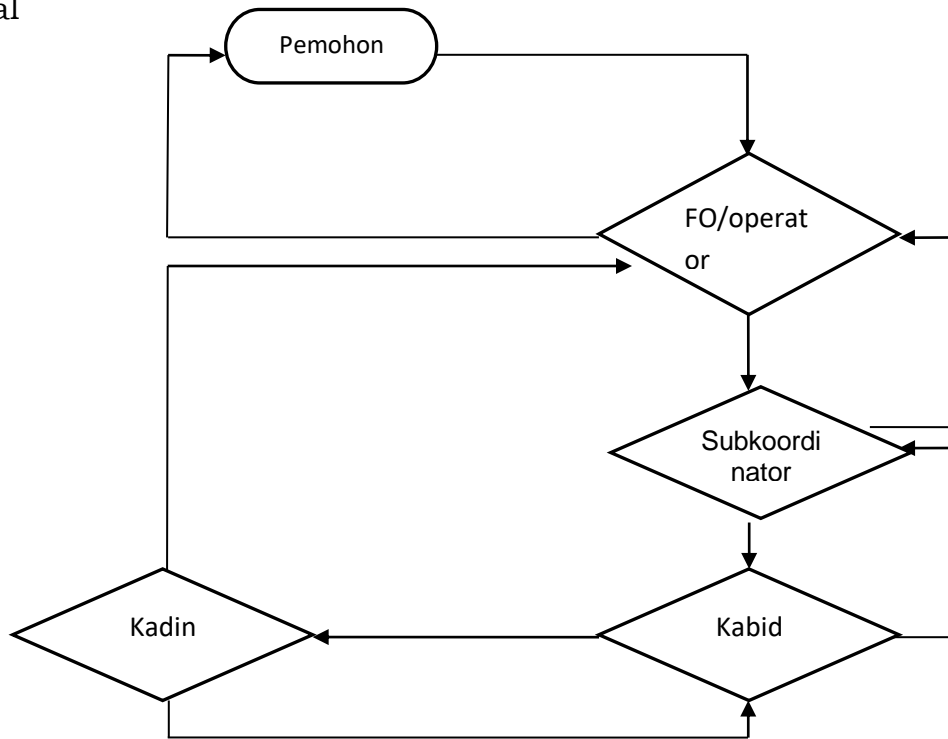 al
Pemohon
FO/operat
or
Subkoordi
nator
Kadin
Kabid